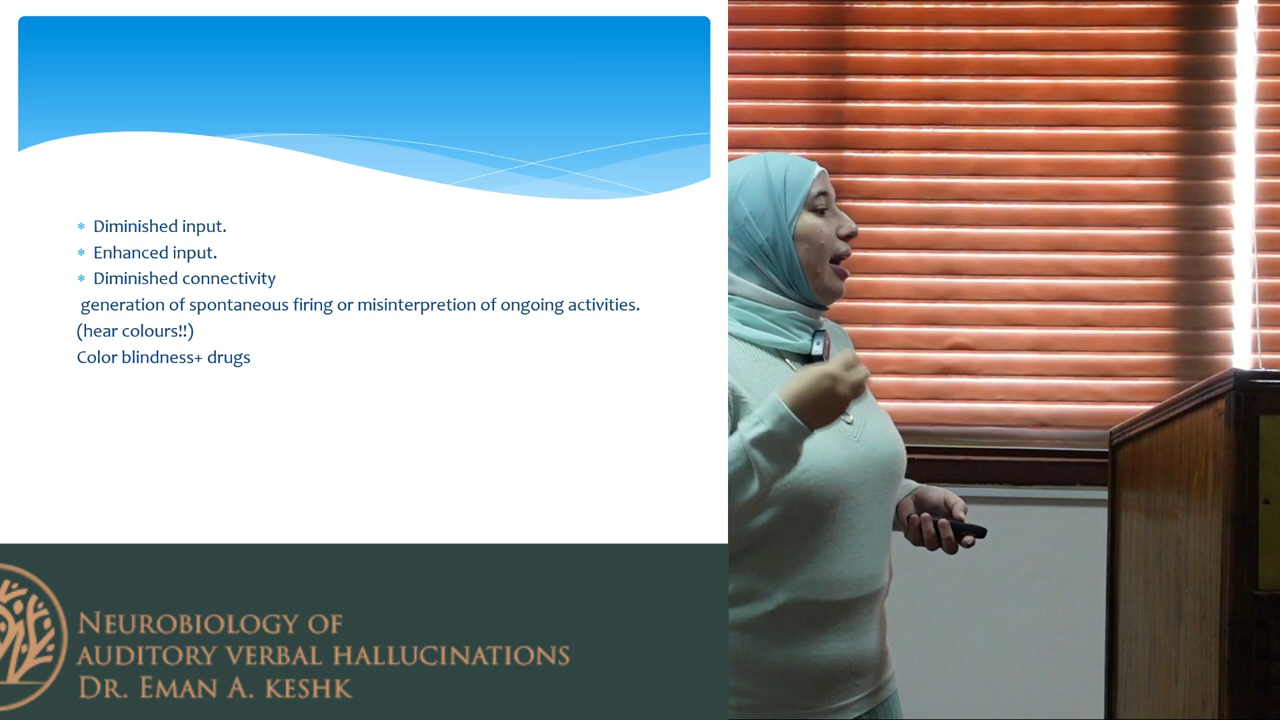 * Diminished input.
* Enhanced input.
* Diminished connectivity
generation of spontaneous firing or misinterpretion of ongoing activities.
(hear colours!!)
Color blindness+ drugs
NEUROBIOLOGY OF
AUDITORY VERBAL HALLUCINATIONS
DR. EMAN A. KESHK